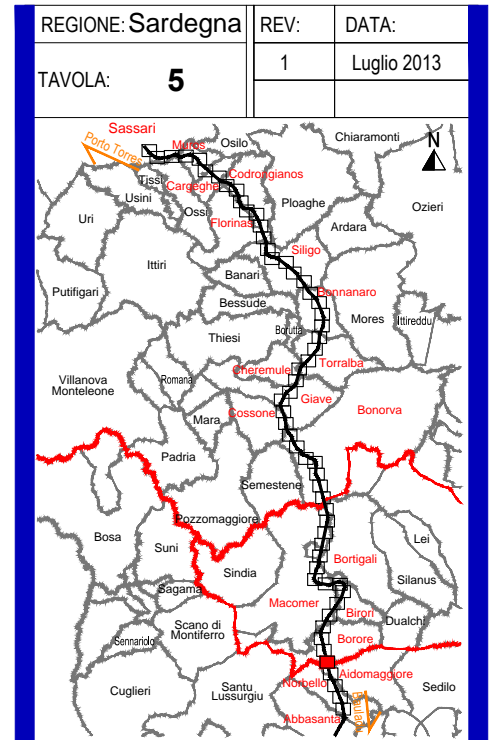 REGIONE: Sardegna REV: DATA:
TAVOLA: 5 1 Luglio 2013
Sassari
Porto Torres
Muros
Osilo
Chiaramonti
N
Tissi
Cargeghe
Codrongianos
Usini
Ossi
Ploaghe
Ozieri
Uri
Florinas
Ardara
Siligo
Ittiri
Banari
Putifigari
Bonnanaro
Bessude
Mores
Ittireddu
Thiesi
Borutta
Torralba
Cheremule
Villanova
Monteleone
Romana
Giave
Cossone
Bonorva
Mara
Padria
Semestene
Pozzomaggiore
Bosa
Suni
Lei
Bortigali
Sindia
Silanus
Sagama
Macomer
Birori
Dualchi
Scano di
Montiferro
Sennariolo
Borore
Aidomaggiore
Norbello
Cuglieri
Santu
Lussurgiu
Sedilo
Abbasanta